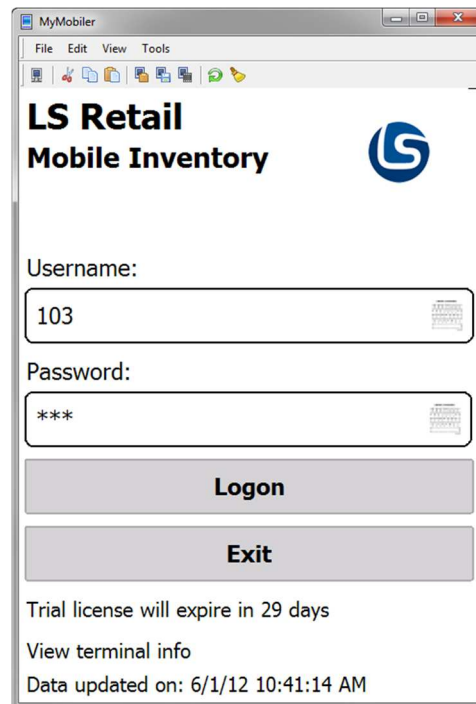 MyMobiler
File Edit View Tools
LS Retail
Mobile Inventory
LS
Username:
103
Password:
***
Logon
Exit
Trial license will expire in 29 days
View terminal info
Data updated on: 6/1/12 10:41:14 AM